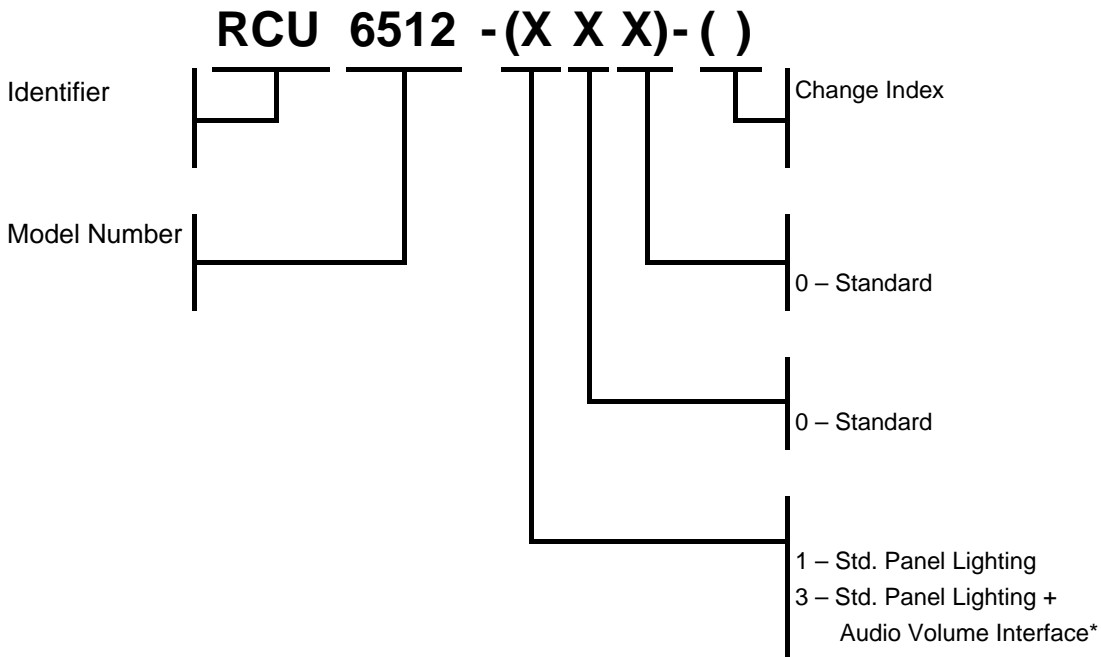 RCU 6512 -(X X X)-( )
Identifier
Change Index
Model Number
0 – Standard
0 – Standard
1 – Std. Panel Lighting
3 – Std. Panel Lighting +
Audio Volume Interface*